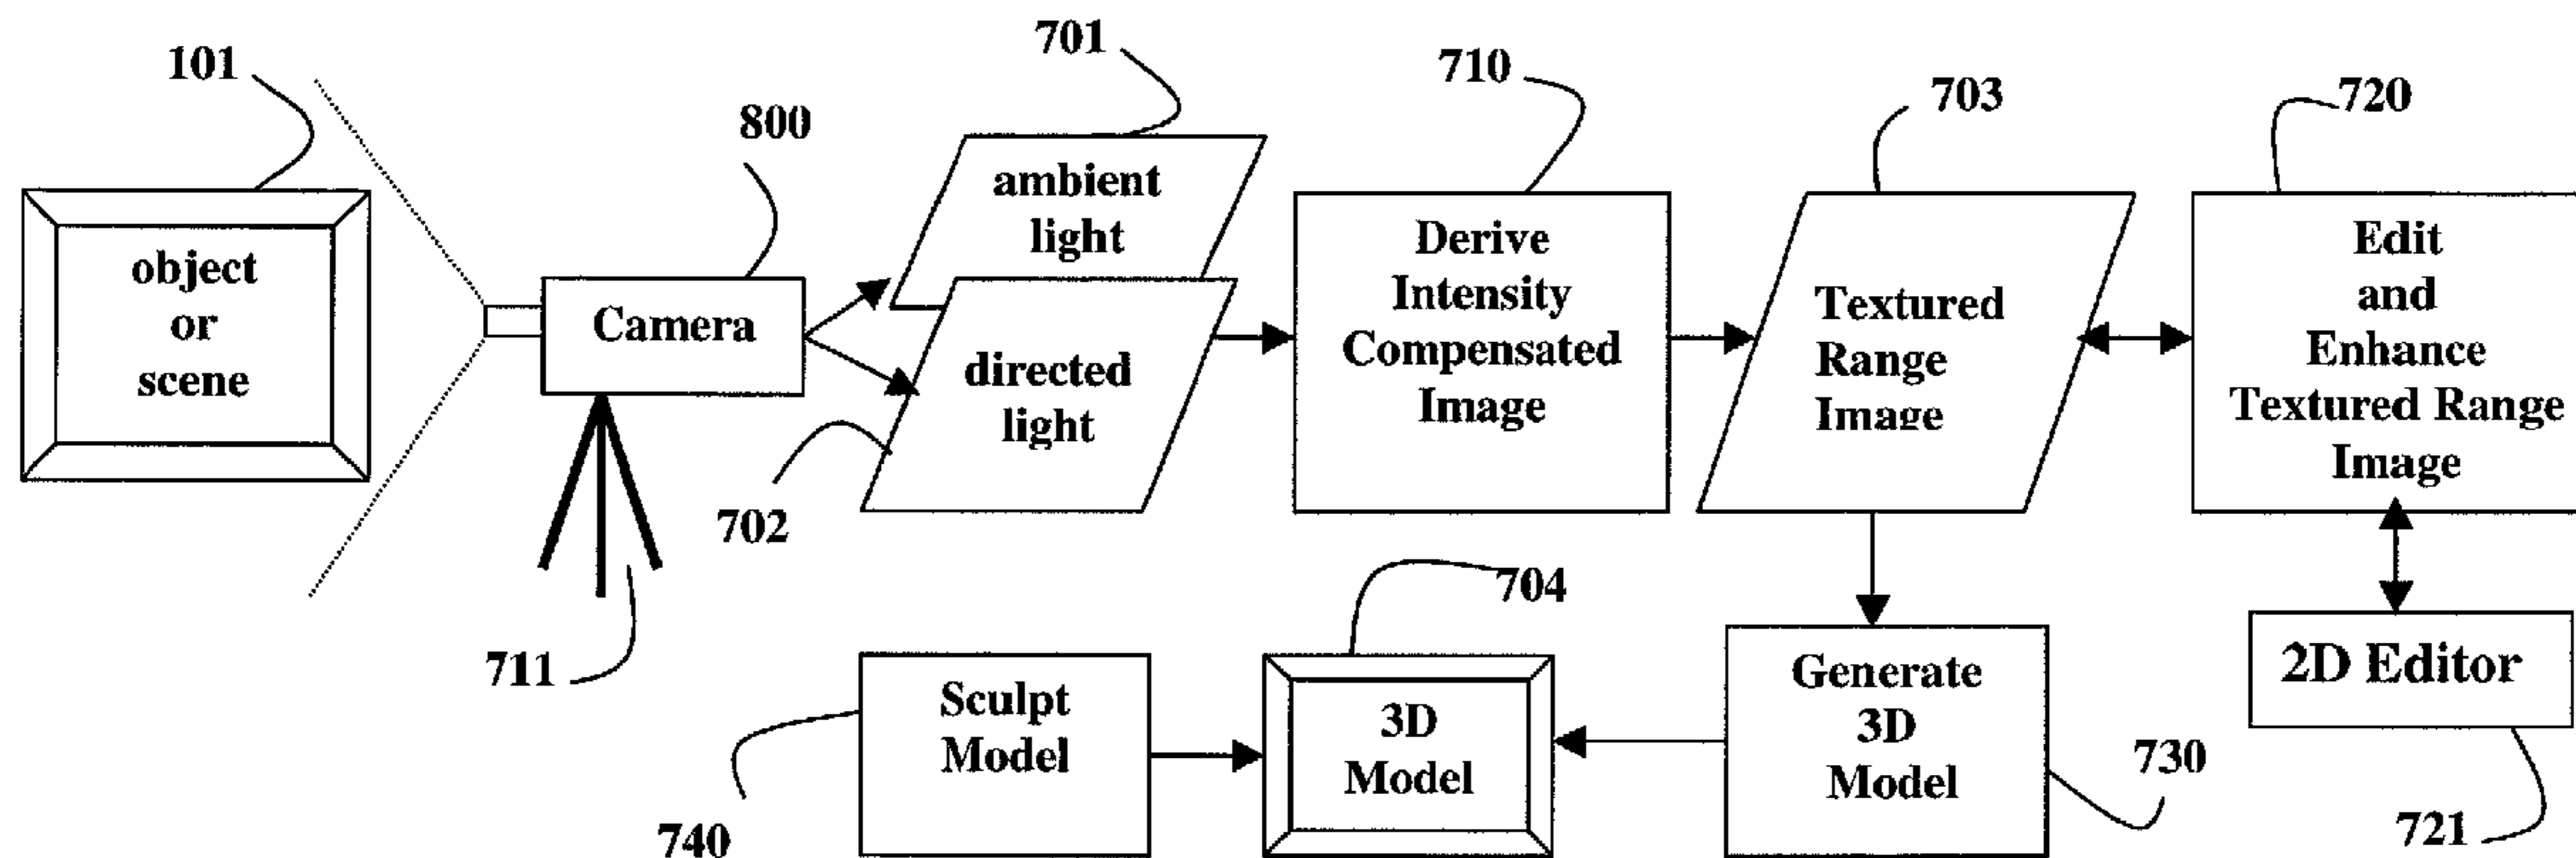 101
701
710
703
720
800
object
or
scene
Camera
ambient
light
directed
light
Derive
Intensity
Compensated
Image
Textured
Range
Image
Edit
and
Enhance
Textured Range
Image
702
711
704
Sculpt
Model
3D
Model
Generate
3D
Model
2D Editor
740
730
721